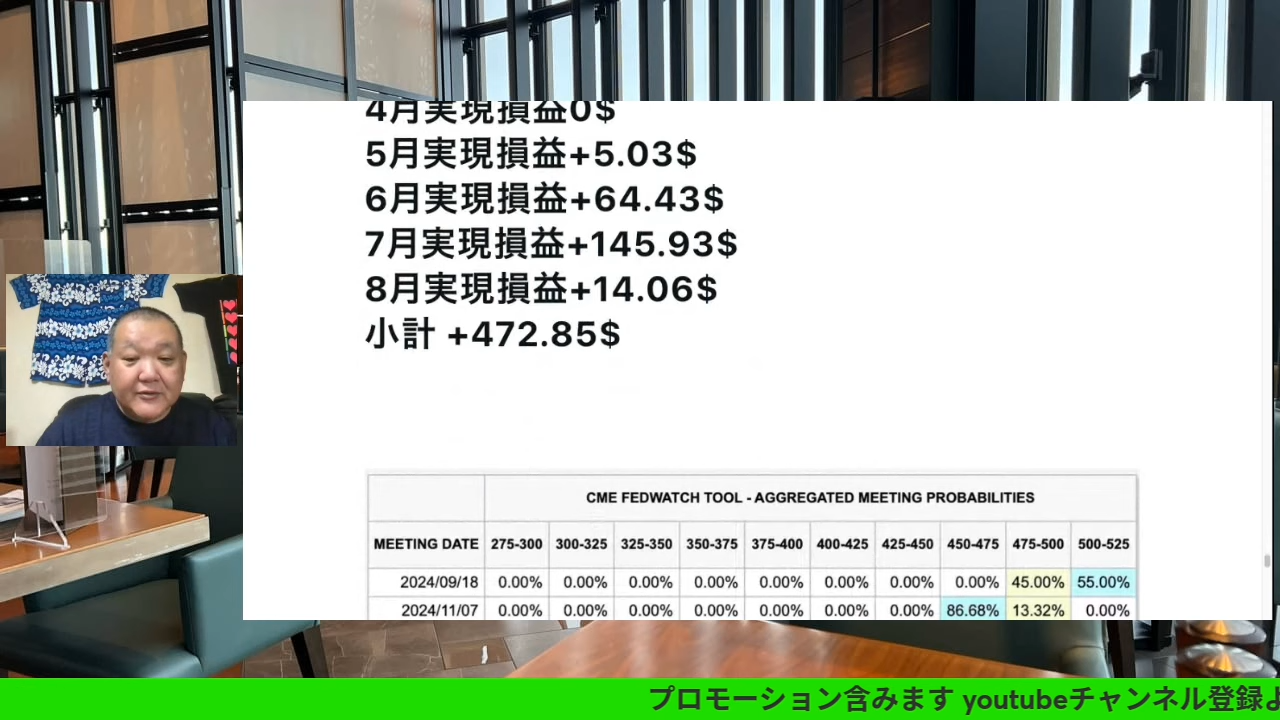 4月実現損益0$
5月実現損益+5.03$
6月実現損益+64.43$
7月実現損益+145.93$
8月実現損益+14.06$
小計 +472.85$
CME FEDWATCH TOOL - AGGREGATED MEETING PROBABILITIES
MEETING DATE 275-300 300-325 325-350 350-375 375-400 400-425 425-450 450-475 475-500 500-525
2024/09/18 0.00% 0.00% 0.00% 0.00% 0.00% 0.00% 0.00% 0.00% 45.00% 55.00%
2024/11/07 0.00% 0.00% 0.00% 0.00% 0.00% 0.00% 0.00% 86.68% 13.32% 0.00%
プロモーション含みます youtubeチャンネル登録よ